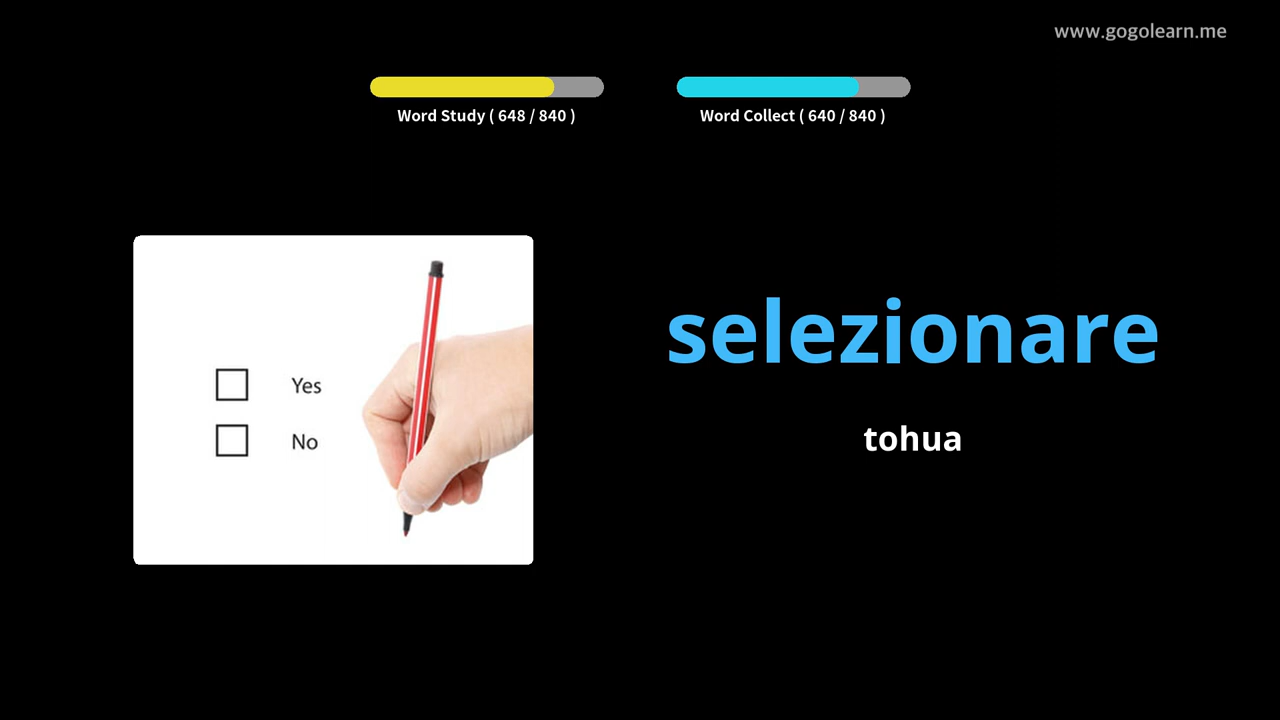 www.gogolearn.me
Word Study ( 648 / 840 )
Word Collect ( 640 / 840 )
Yes
No
selezionare
tohua